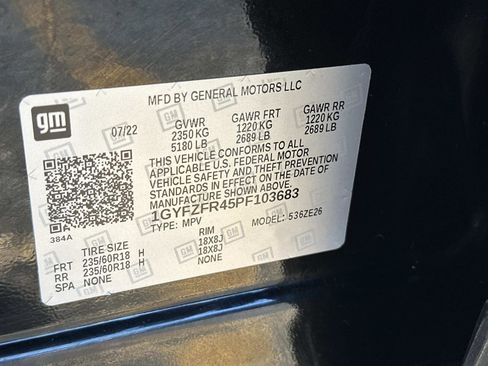 gm
MFD BY GENERAL MOTORS LLC
07/22 GVWR GAWR FRT GAWR RR
2350 KG 1220 KG 1220 KG
5180 LB 2689 LB 2689 LB
THIS VEHICLE CONFORMS TO ALL
APPLICABLE U.S. FEDERAL MOTOR
VEHICLE SAFETY AND THEFT PREVENTION
STANDARDS IN EFFECT ON THE DATE OF
MANUFACTURE SHOWN ABOVE.
1GYFZFR45PF103683
TYPE: MPV MODEL: 536ZE26
384A
TIRE SIZE RIM
FRT 235/60R18 H 18X8J
RR 235/60R18 H 18X8J
SPA NONE NONE